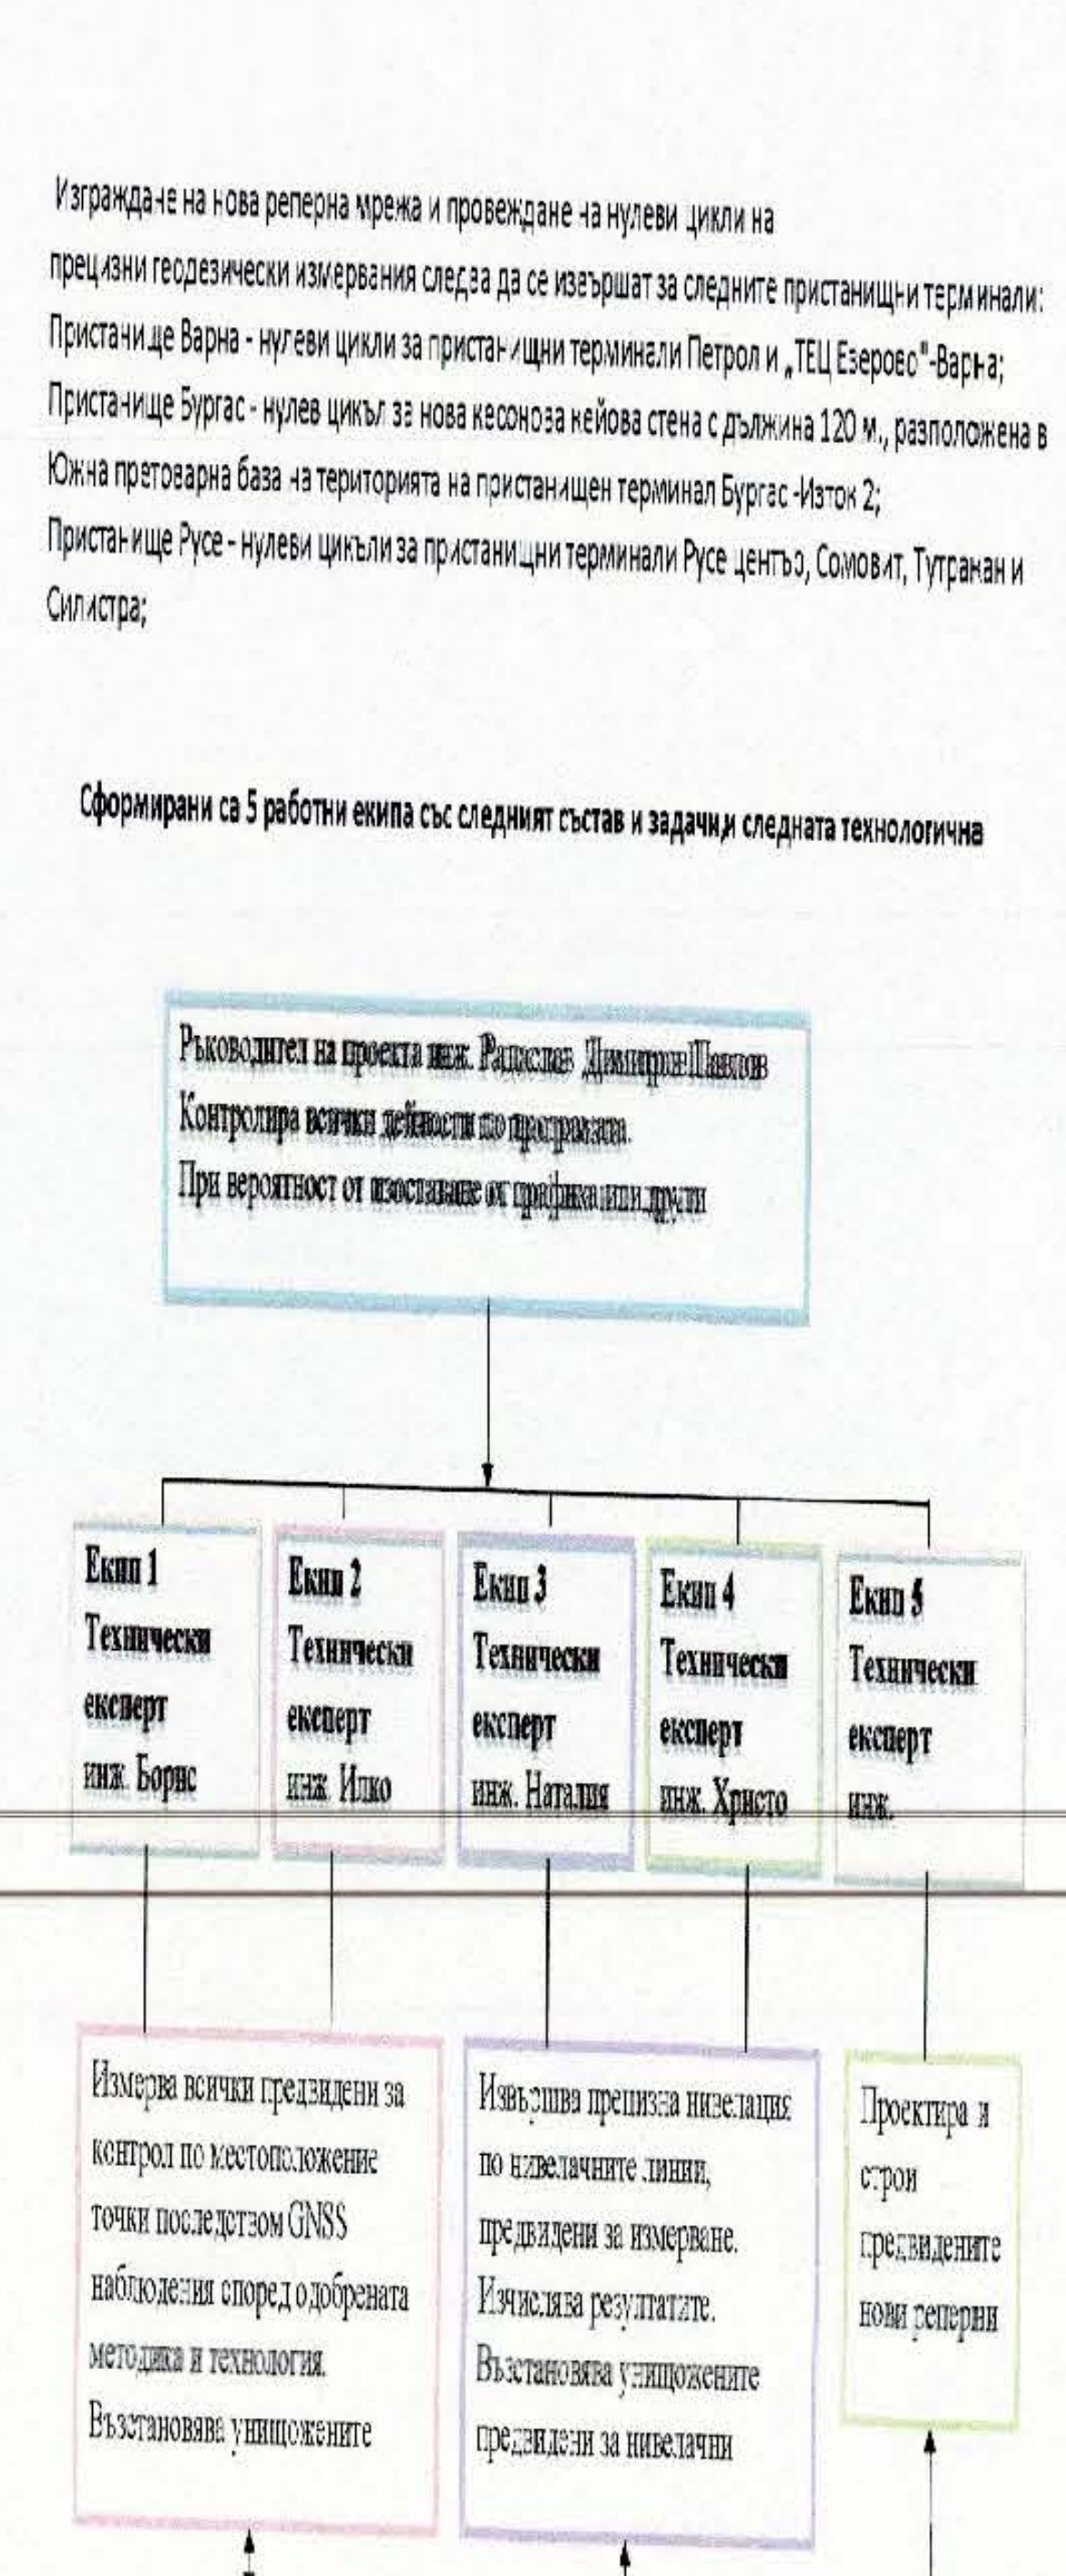 Изграждане на нова реперна мрежа и провеждане на нулеви цикли на
прецизни геодезически измервания следва да се извършат за следните пристанищни терминали:
Пристанище Варна - нулеви цикли за пристанищни терминали Петрол и „ТЕЦ Езерово"-Варна;
Пристанище Бургас - нулев цикъл за нова кесонова кейова стена с дължина 120 м., разположена в
Южна претоварна база на територията на пристанищен терминал Бургас -Изток 2;
Пристанище Русе - нулеви цикъли за пристанищни терминали Русе център, Сомовит, Тутракан и
Силистра;
Сформирани са 5 работни екипа със следният състав и задачи,и следната технологична
Ръководител на проекта инж. Радослав Димитров Павлов
Контролира всички дейности по програмата.
При вероятност от изоставане от графика или други
Екип 1
Технически
експерт
инж. Борис
Екип 2
Технически
експерт
инж. Илко
Екип 3
Технически
експерт
инж. Наталия
Екип 4
Технически
експерт
инж. Христо
Екип 5
Технически
експерт
инж.
Измерва всички предвидени за
контрол по местоположение
точки последством GNSS
наблюдения според одобрената
методика и технология.
Възстановява унищожените
Извършва прецизна нивелация
по нивелачните линии,
предвидени за измерване.
Изчислява резултатите.
Възстановява унищожените
предвидени за нивелачни
Проектира и
строи
предвидените
нови реперни